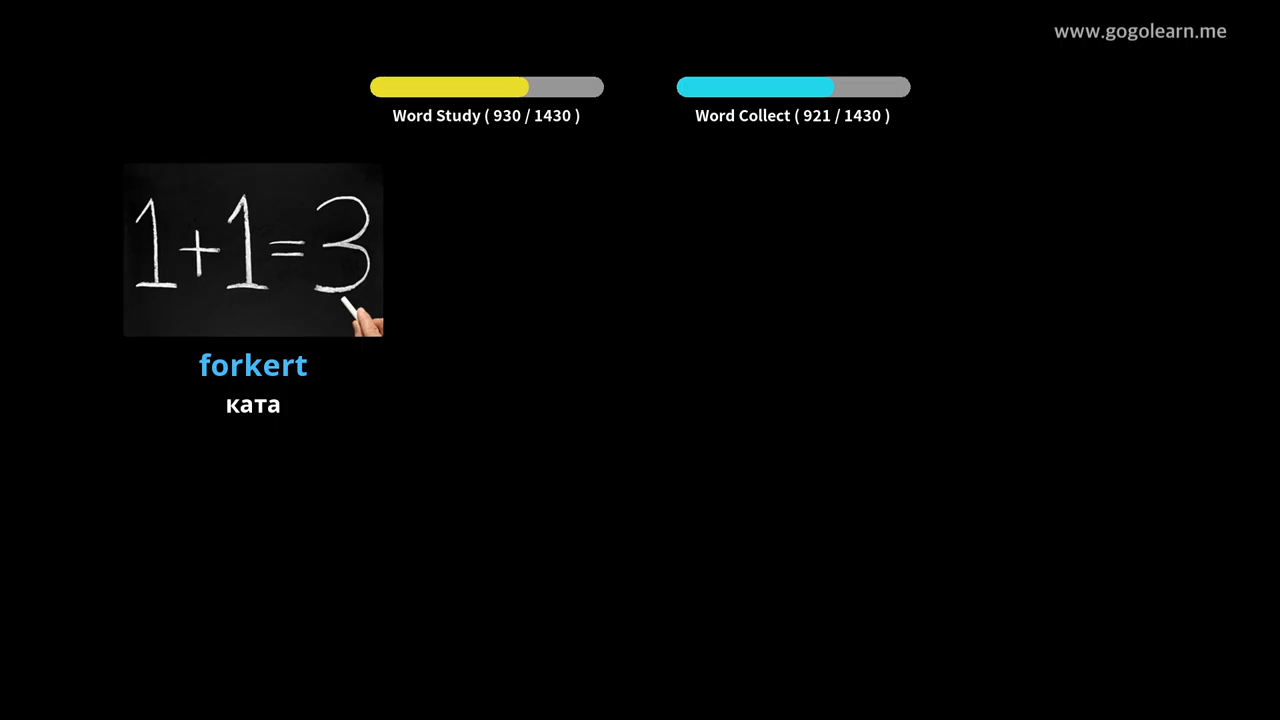 www.gogolearn.me
Word Study ( 930 / 1430 )
Word Collect ( 921 / 1430 )
1+1=3
forkert
ката